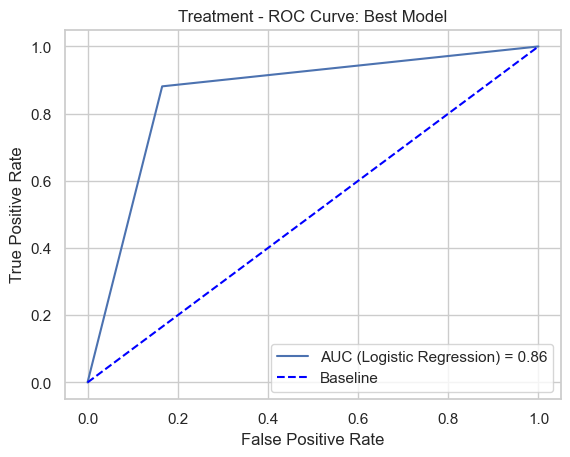 Treatment - ROC Curve: Best Model
True Positive Rate
1.0
0.8
0.6
0.4
0.2
0.0
AUC (Logistic Regression) = 0.86
Baseline
0.0 0.2 0.4 0.6 0.8 1.0
False Positive Rate